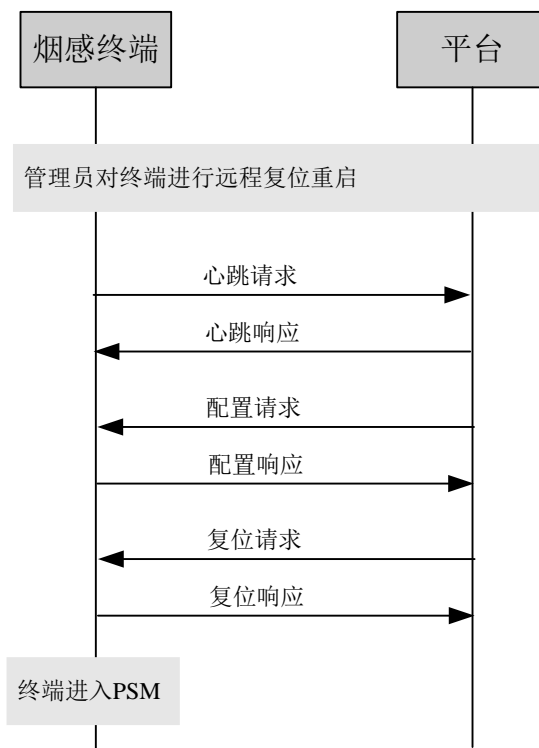 烟感终端
平台
管理员对终端进行远程复位重启
心跳请求
心跳响应
配置请求
配置响应
复位请求
复位响应
终端进入PSM